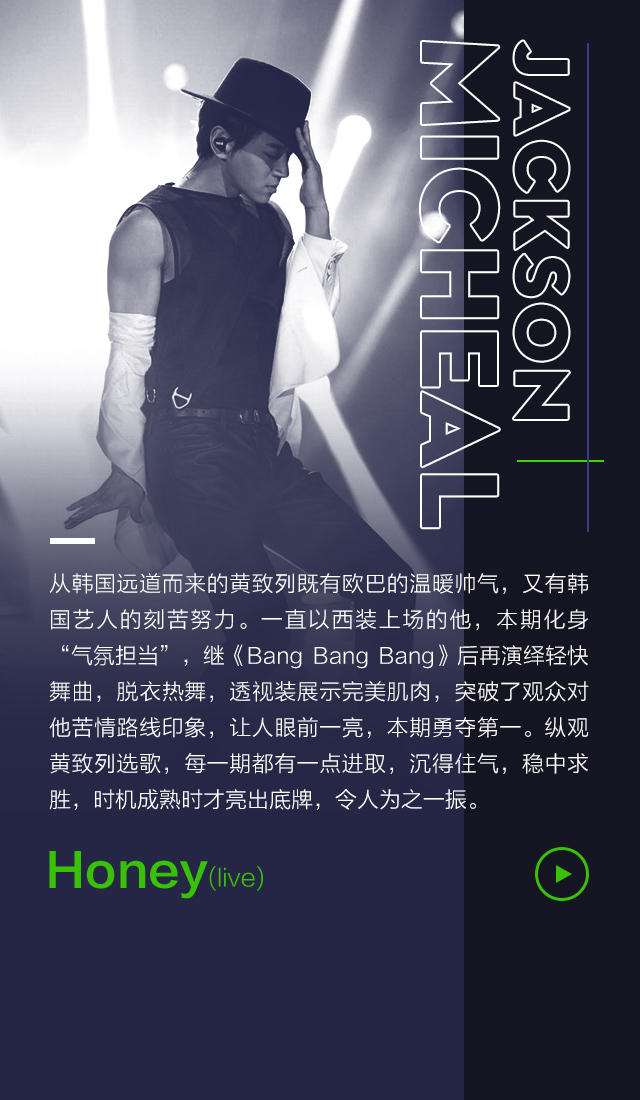 JACKSON
MICHEAL
从韩国远道而来的黄致列既有欧巴的温暖帅气，又有韩
国艺人的刻苦努力。一直以西装上场的他，本期化身
“气氛担当”，继《Bang Bang Bang》后再演绎轻快
舞曲，脱衣热舞，透视装展示完美肌肉，突破了观众对
他苦情路线印象，让人眼前一亮，本期勇夺第一。纵观
黄致列选歌，每一期都有一点进取，沉得住气，稳中求
胜，时机成熟时才亮出底牌，令人为之一振。
Honey(live)